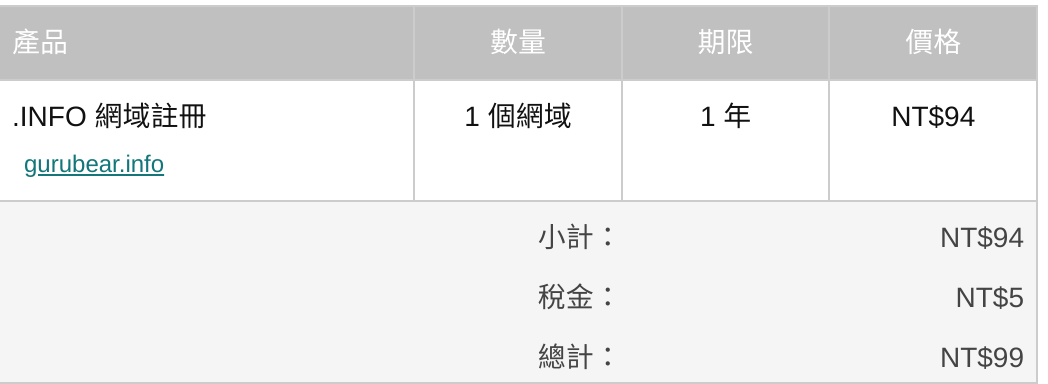 產品 數量 期限 價格
.INFO 網域註冊 1 個網域 1 年 NT$94
gurubear.info
小計： NT$94
稅金： NT$5
總計： NT$99